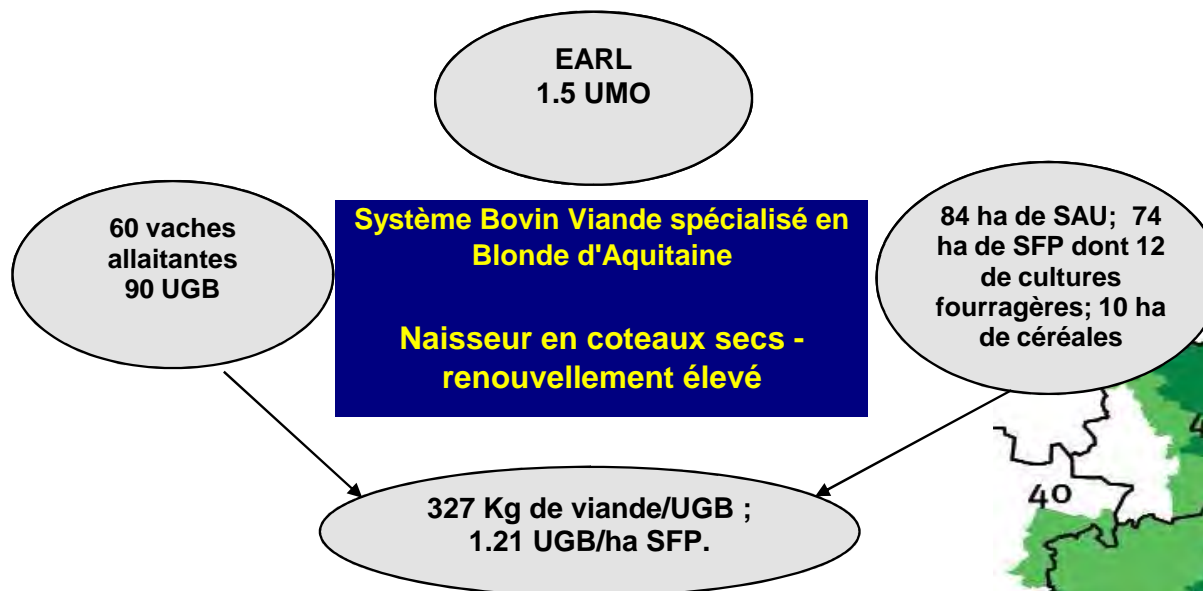 EARL
1.5 UMO
60 vaches
allaitantes
90 UGB
Système Bovin Viande spécialisé en
Blonde d'Aquitaine
Naisseur en coteaux secs -
renouvellement élevé
84 ha de SAU; 74
ha de SFP dont 12
de cultures
fourragères; 10 ha
de céréales
327 Kg de viande/UGB ;
1.21 UGB/ha SFP.
40